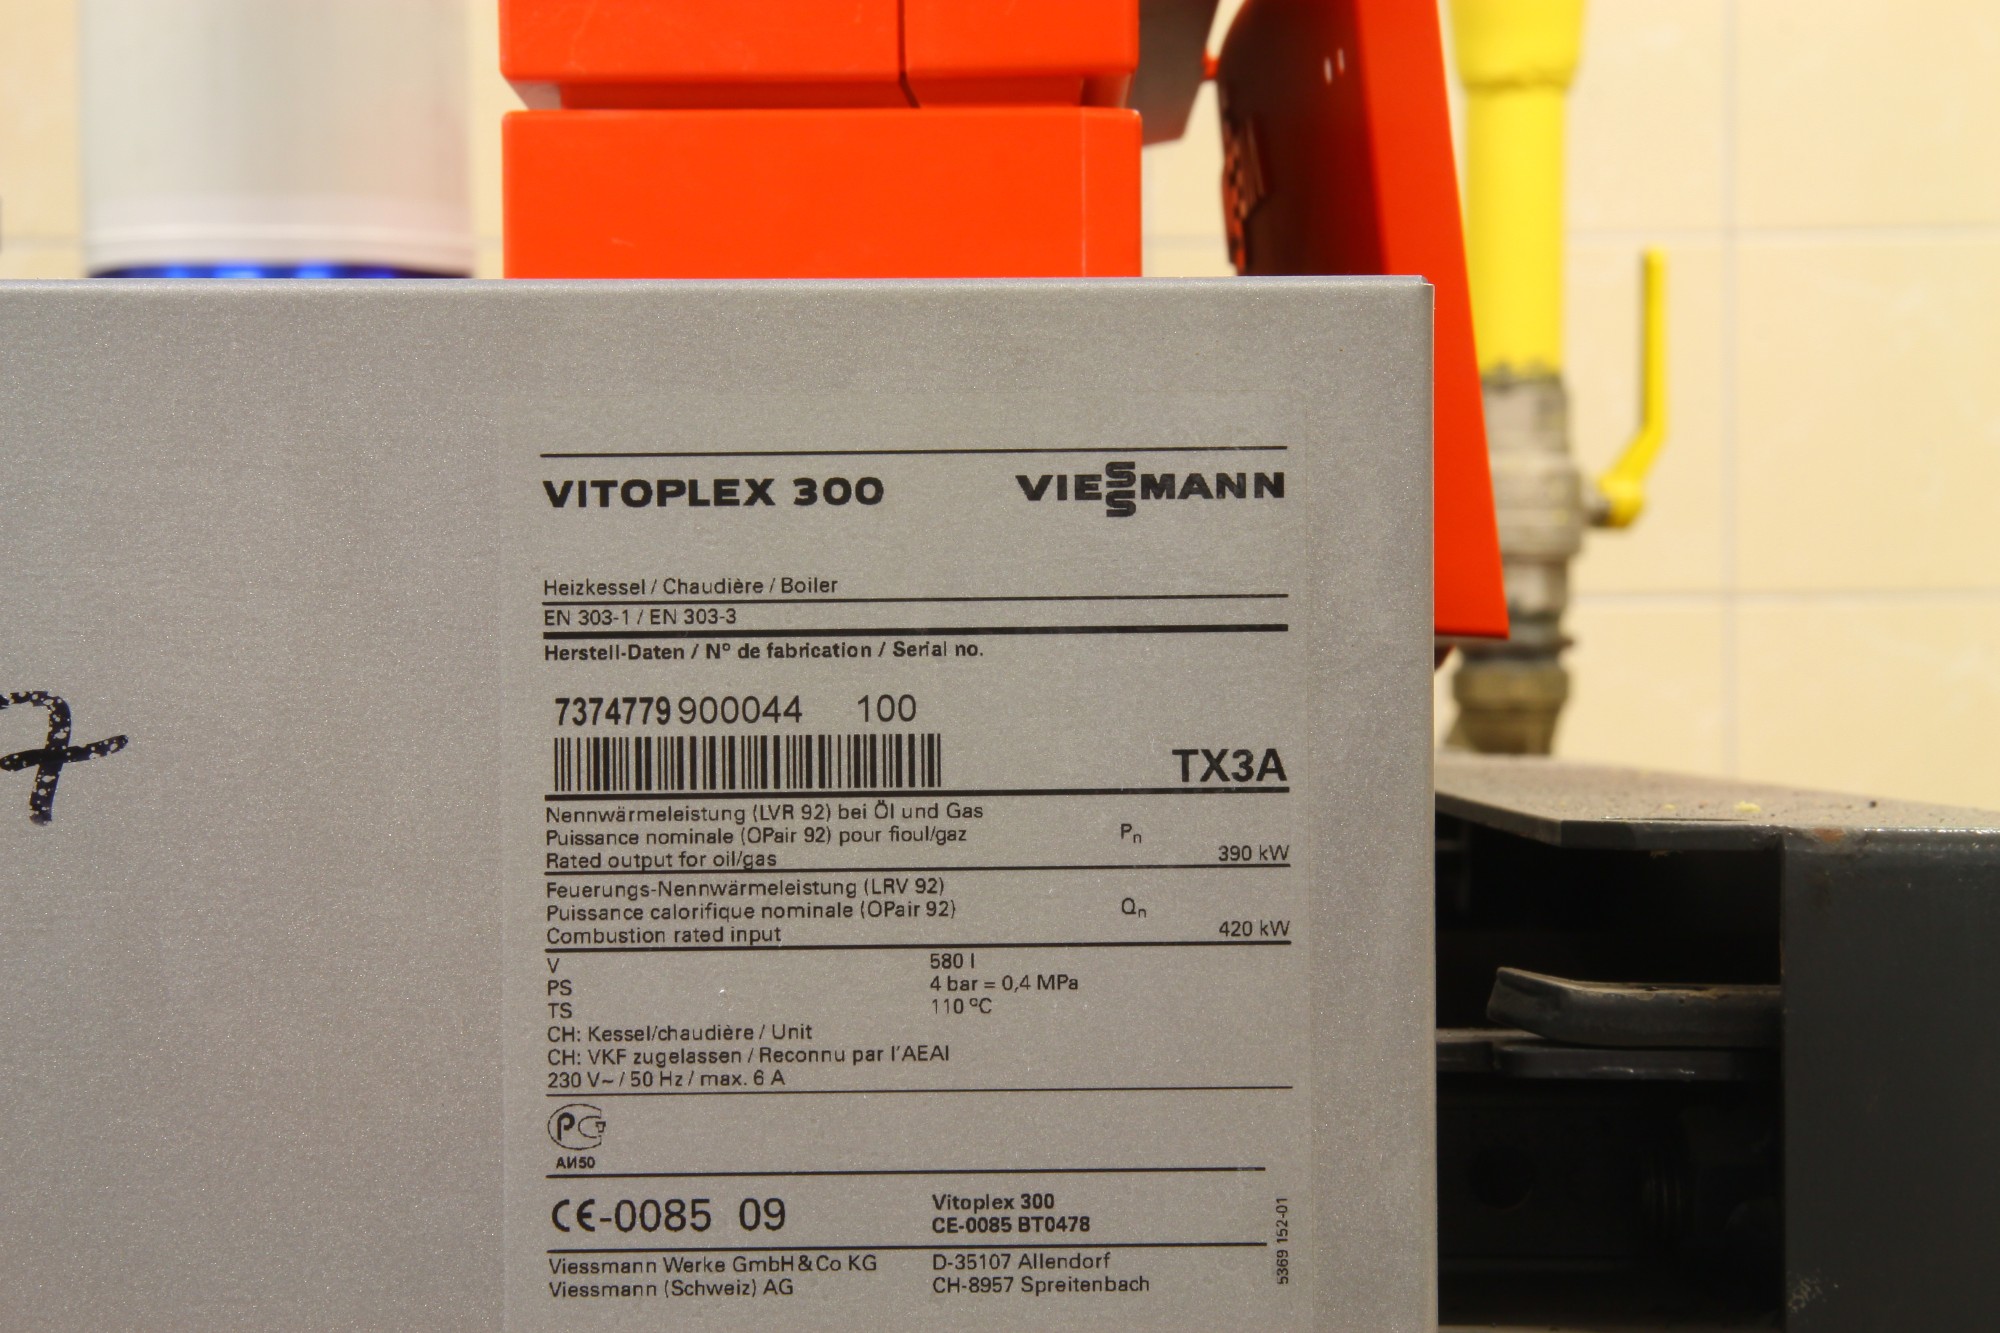 VITOPLEX 300 VIESSMANN
Heizkessel / Chaudière / Boiler
EN 303-1 / EN 303-3
Herstell-Daten / Nº de fabrication / Serial no.
7374779 900044 100
TX3A
Nennwärmeleistung (LVR 92) bei Öl und Gas
Puissance nominale (OPair 92) pour fioul/gaz Pn
Rated output for oil/gas 390 kW
Feuerungs-Nennwärmeleistung (LRV 92)
Puissance calorifique nominale (OPair 92) Qn
Combustion rated input 420 kW
V 580 l
PS 4 bar = 0,4 MPa
TS 110 ºC
CH: Kessel/chaudière / Unit
CH: VKF zugelassen / Reconnu par l'AEAI
230 V~ / 50 Hz / max. 6 A
PG
АИ50
CE-0085 09
Vitoplex 300
CE-0085 BT0478
5369 152-01
Viessmann Werke GmbH & Co KG D-35107 Allendorf
Viessmann (Schweiz) AG CH-8957 Spreitenbach
7